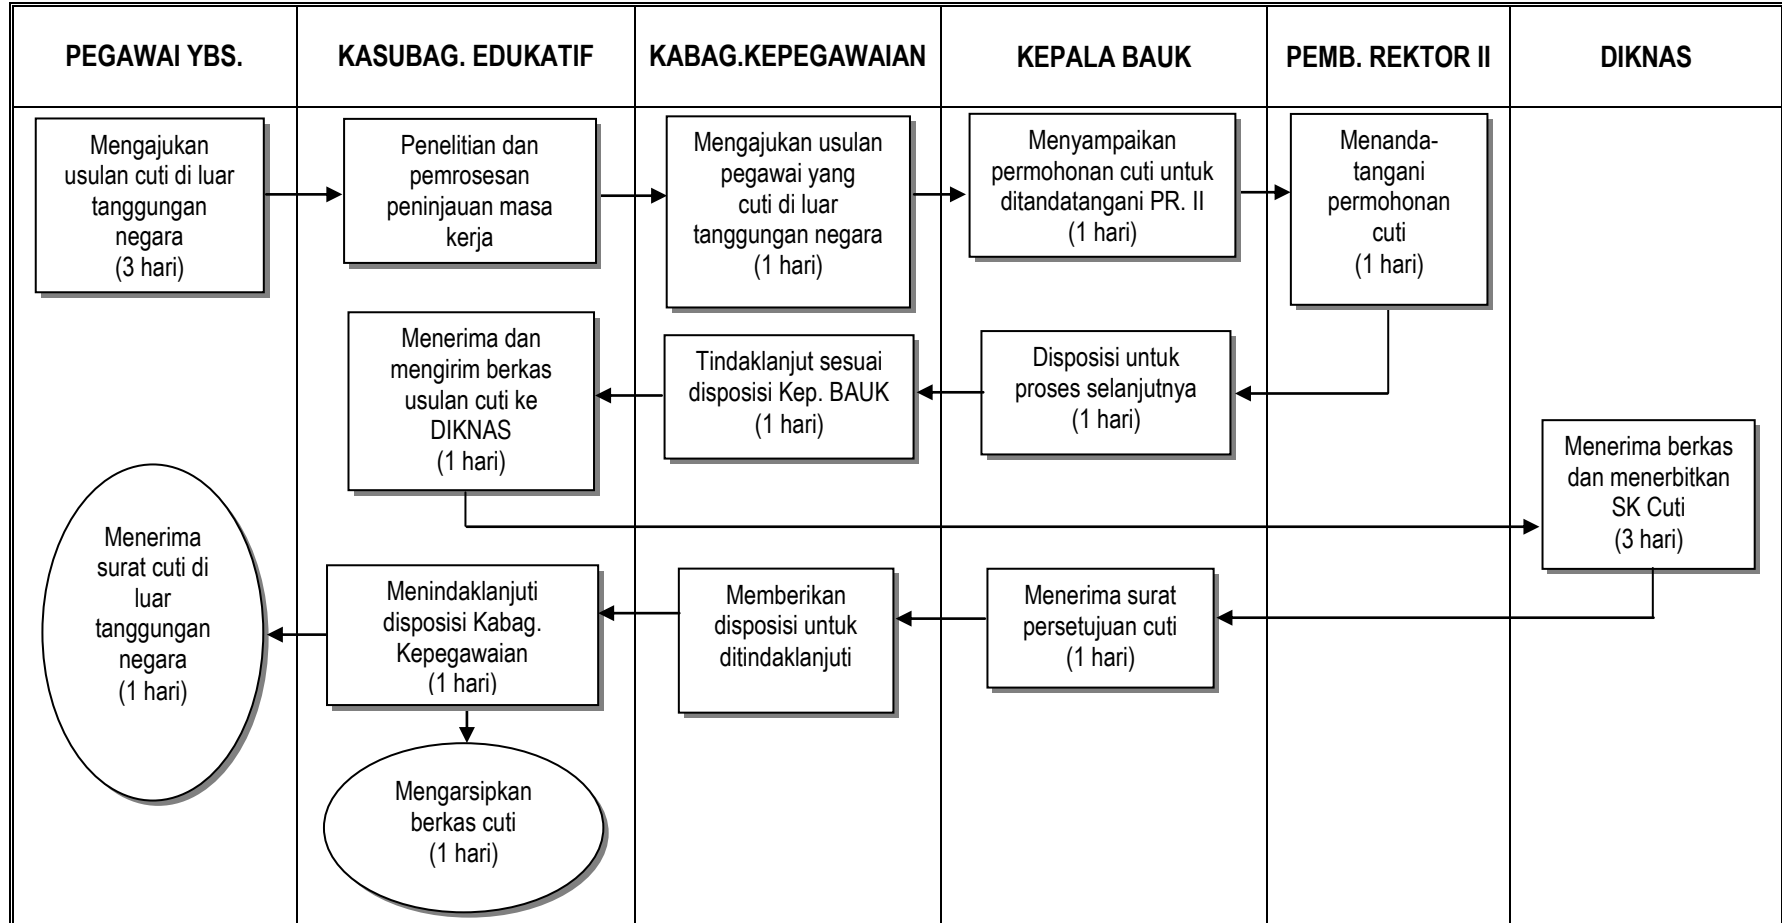 PEGAWAI YBS.
KASUBAG. EDUKATIF
KABAG.KEPEGAWAIAN
KEPALA BAUK
PEMB. REKTOR II
DIKNAS
Mengajukan
usulan cuti di luar
tanggungan
negara
(3 hari)
Penelitian dan
pemrosesan
peninjauan masa
kerja
Mengajukan usulan
pegawai yang
cuti di luar
tanggungan negara
(1 hari)
Menyampaikan
permohonan cuti untuk
ditandatangani PR. II
(1 hari)
Menanda-
tangani
permohonan
cuti
(1 hari)
Menerima dan
mengirim berkas
usulan cuti ke
DIKNAS
(1 hari)
Tindaklanjut sesuai
disposisi Kep. BAUK
(1 hari)
Disposisi untuk
proses selanjutnya
(1 hari)
Menerima berkas
dan menerbitkan
SK Cuti
(3 hari)
Menerima
surat cuti di
luar
tanggungan
negara
(1 hari)
Menindaklanjuti
disposisi Kabag.
Kepegawaian
(1 hari)
Memberikan
disposisi untuk
ditindaklanjuti
Menerima surat
persetujuan cuti
(1 hari)
Mengarsipkan
berkas cuti
(1 hari)